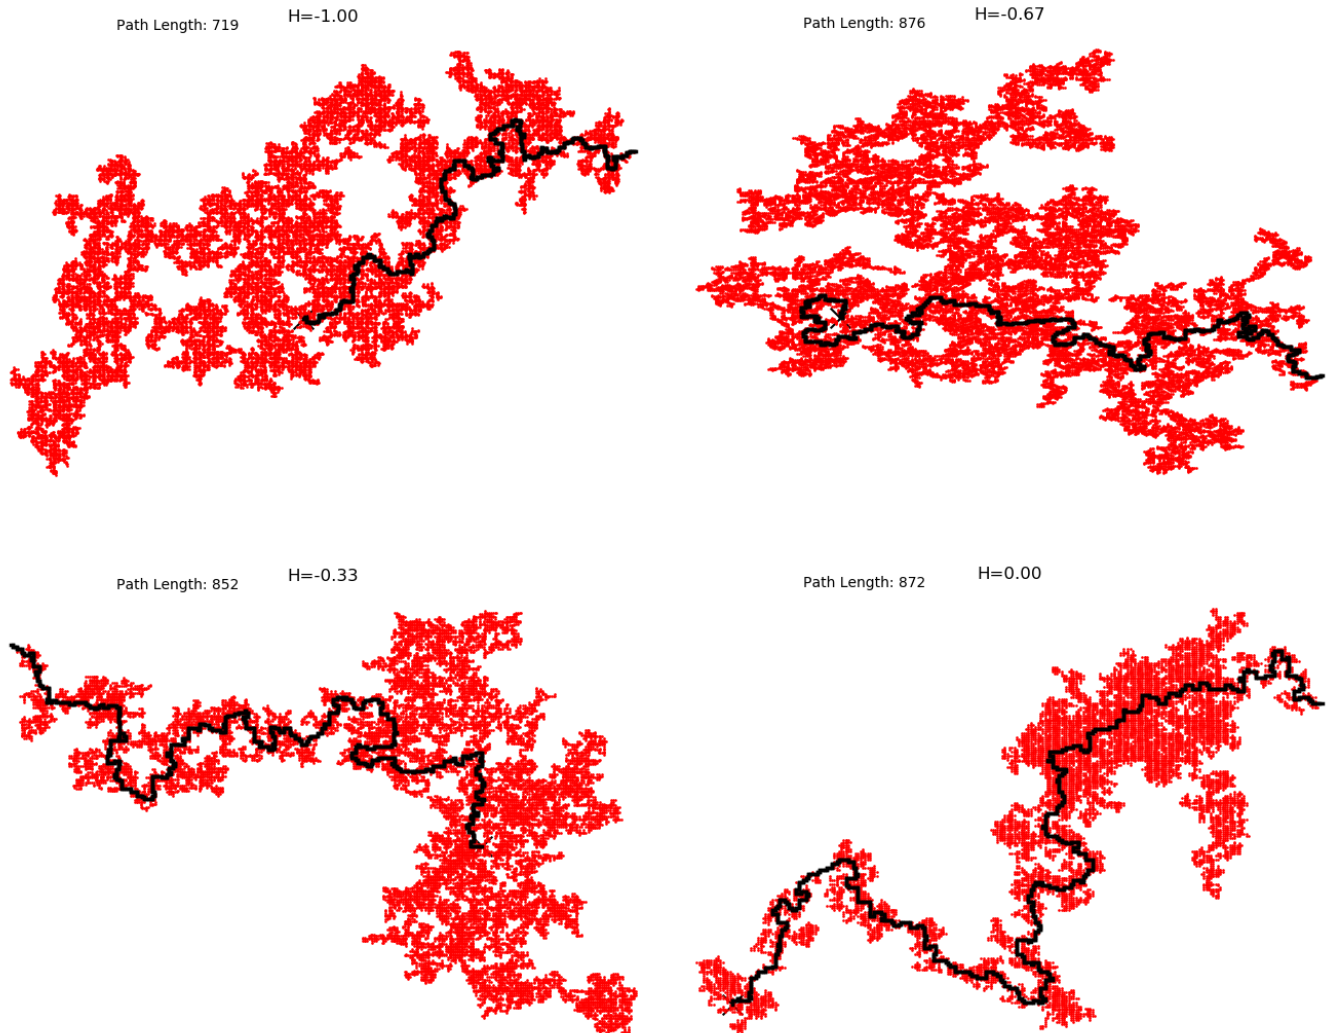 Path Length: 719 H=-1.00
Path Length: 876 H=-0.67
Path Length: 852 H=-0.33
Path Length: 872 H=0.00